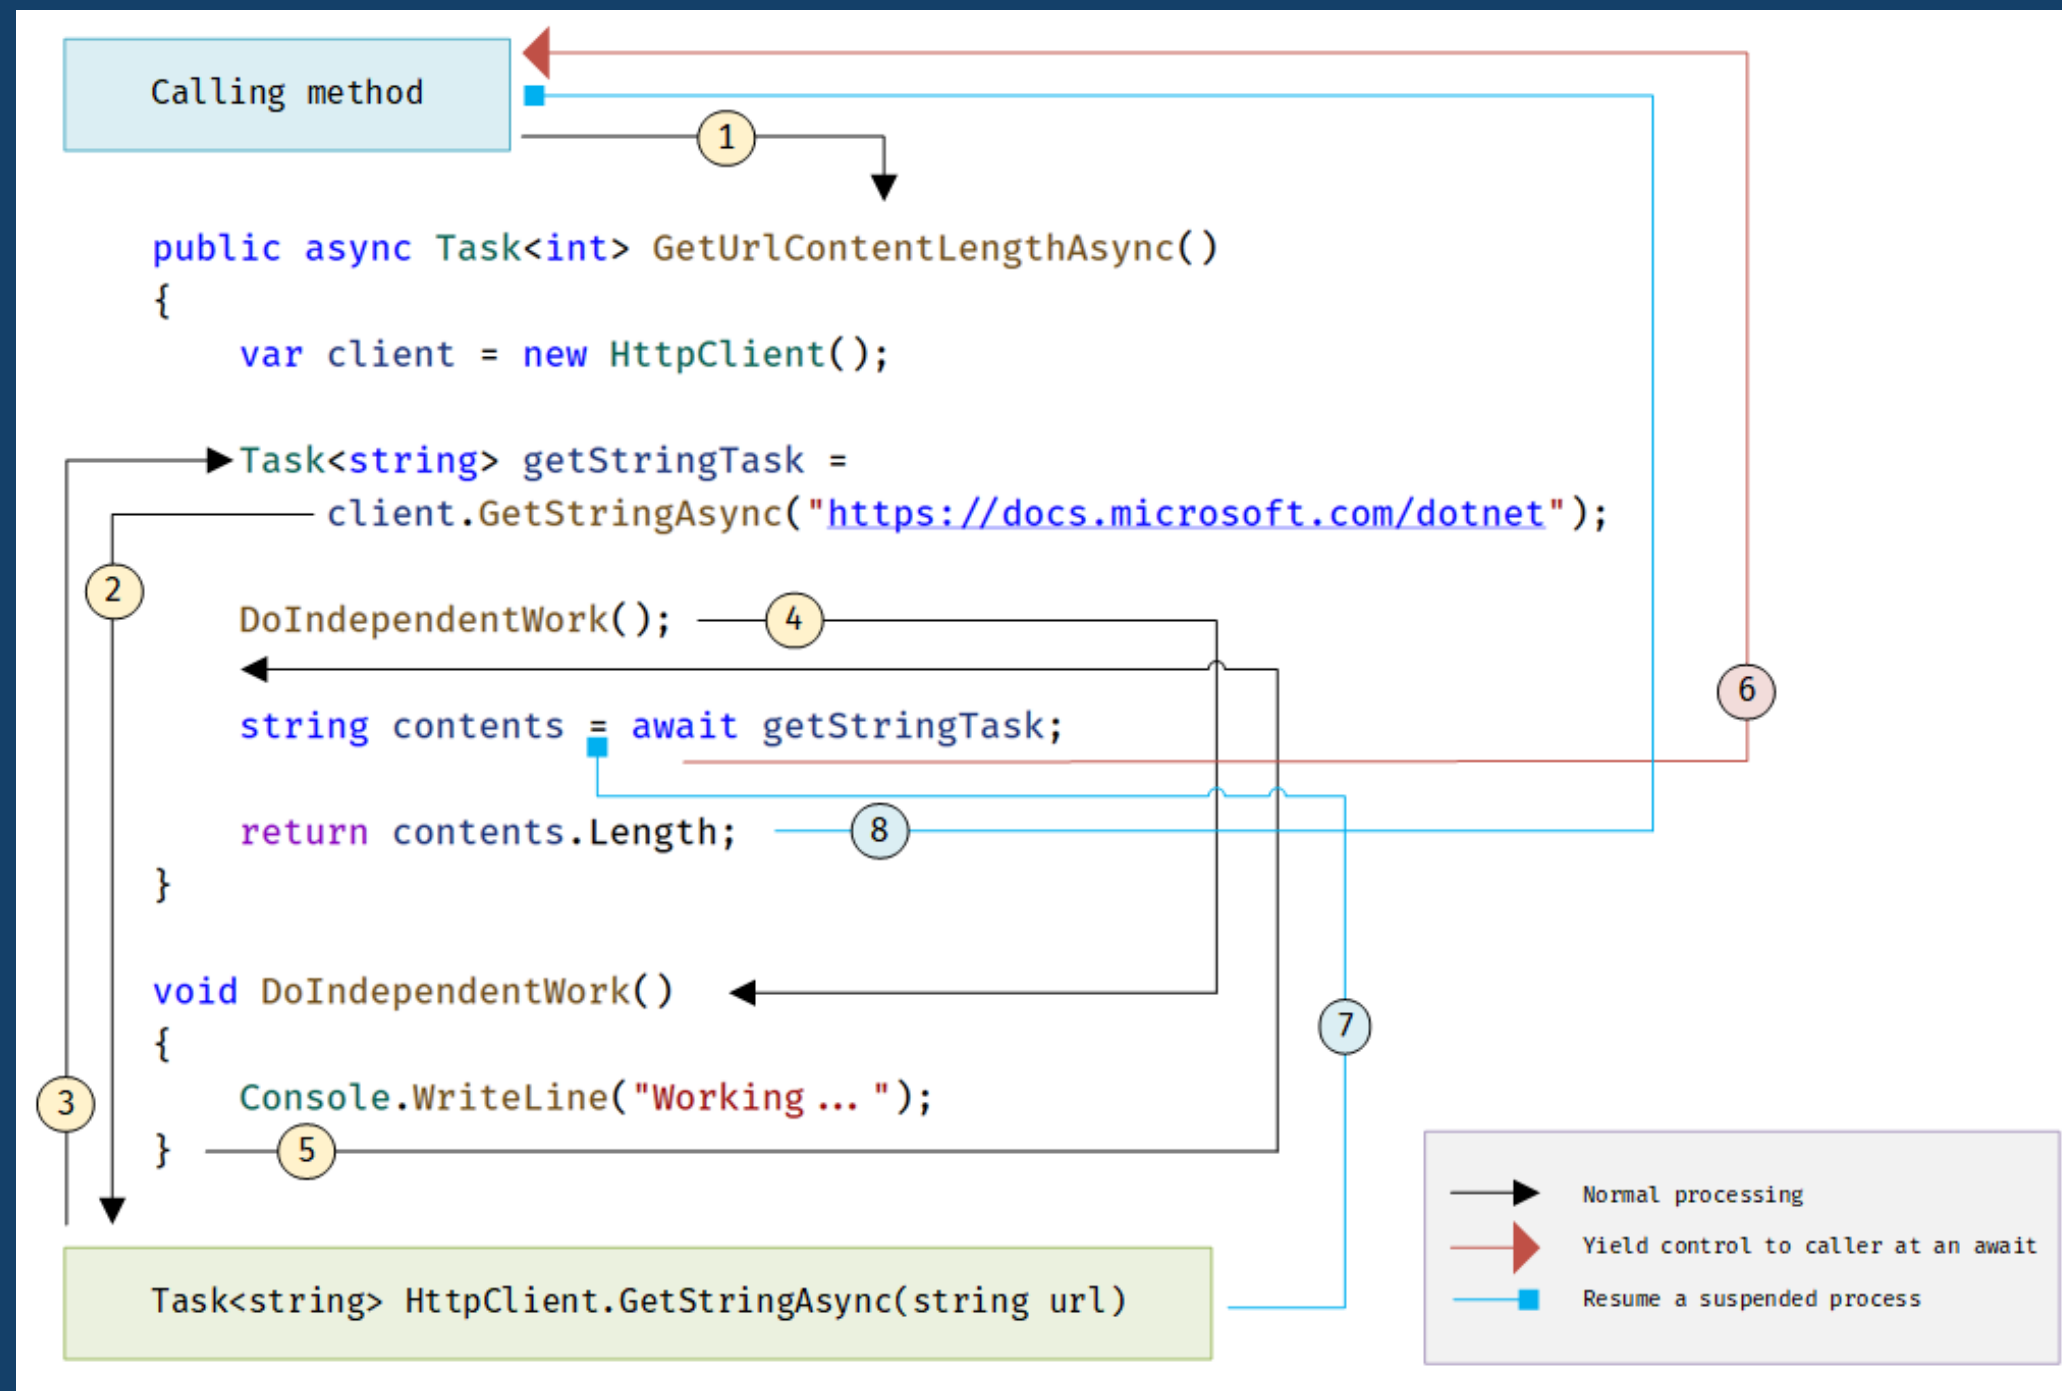 Calling method
1
public async Task<int> GetUrlContentLengthAsync()
{
var client = new HttpClient();
Task<string> getStringTask =
client.GetStringAsync("https://docs.microsoft.com/dotnet");
2
DoIndependentWork();
4
6
string contents = await getStringTask;
return contents.Length;
8
}
void DoIndependentWork()
7
{
3
Console.WriteLine("Working...");
}
5
Normal processing
Yield control to caller at an await
Resume a suspended process
Task<string> HttpClient.GetStringAsync(string url)